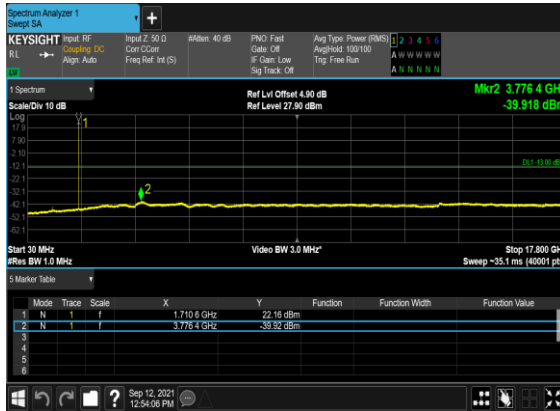 Spectrum Analyzer 1
Swept SA
+
KEYSIGHT
RL
Input: RF
Coupling: DC
Align: Auto
Input Z: 50 Ω
Corr CCorr
Freq Ref: Int (S)
#Atten: 40 dB
PNO: Fast
Gate: Off
IF Gain: Low
Sig Track: Off
Avg Type: Power (RMS)
Avg|Hold: 100/100
Trig: Free Run
1 2 3 4 5 6
A W W W W W
A N N N N N
1 Spectrum
Scale/Div 10 dB
Log
Ref Lvl Offset 4.90 dB
Ref Level 27.90 dBm
Mkr2 3.776 4 GH
-39.918 dB
17.9
7.90
-2.10
-12.1
-22.1
-32.1
-42.1
-52.1
-62.1
1
2
DL1 -13.00 dB
Start 30 MHz
#Res BW 1.0 MHz
Video BW 3.0 MHz*
Stop 17.800 GH
Sweep ~35.1 ms (40001 pt
5 Marker Table
Mode Trace Scale X Y Function Function Width Function Value
1 N 1 f 1.710 6 GHz 22.16 dBm
2 N 1 f 3.776 4 GHz -39.92 dBm
3
4
5
6
?
Sep 12, 2021
12:54:06 PM